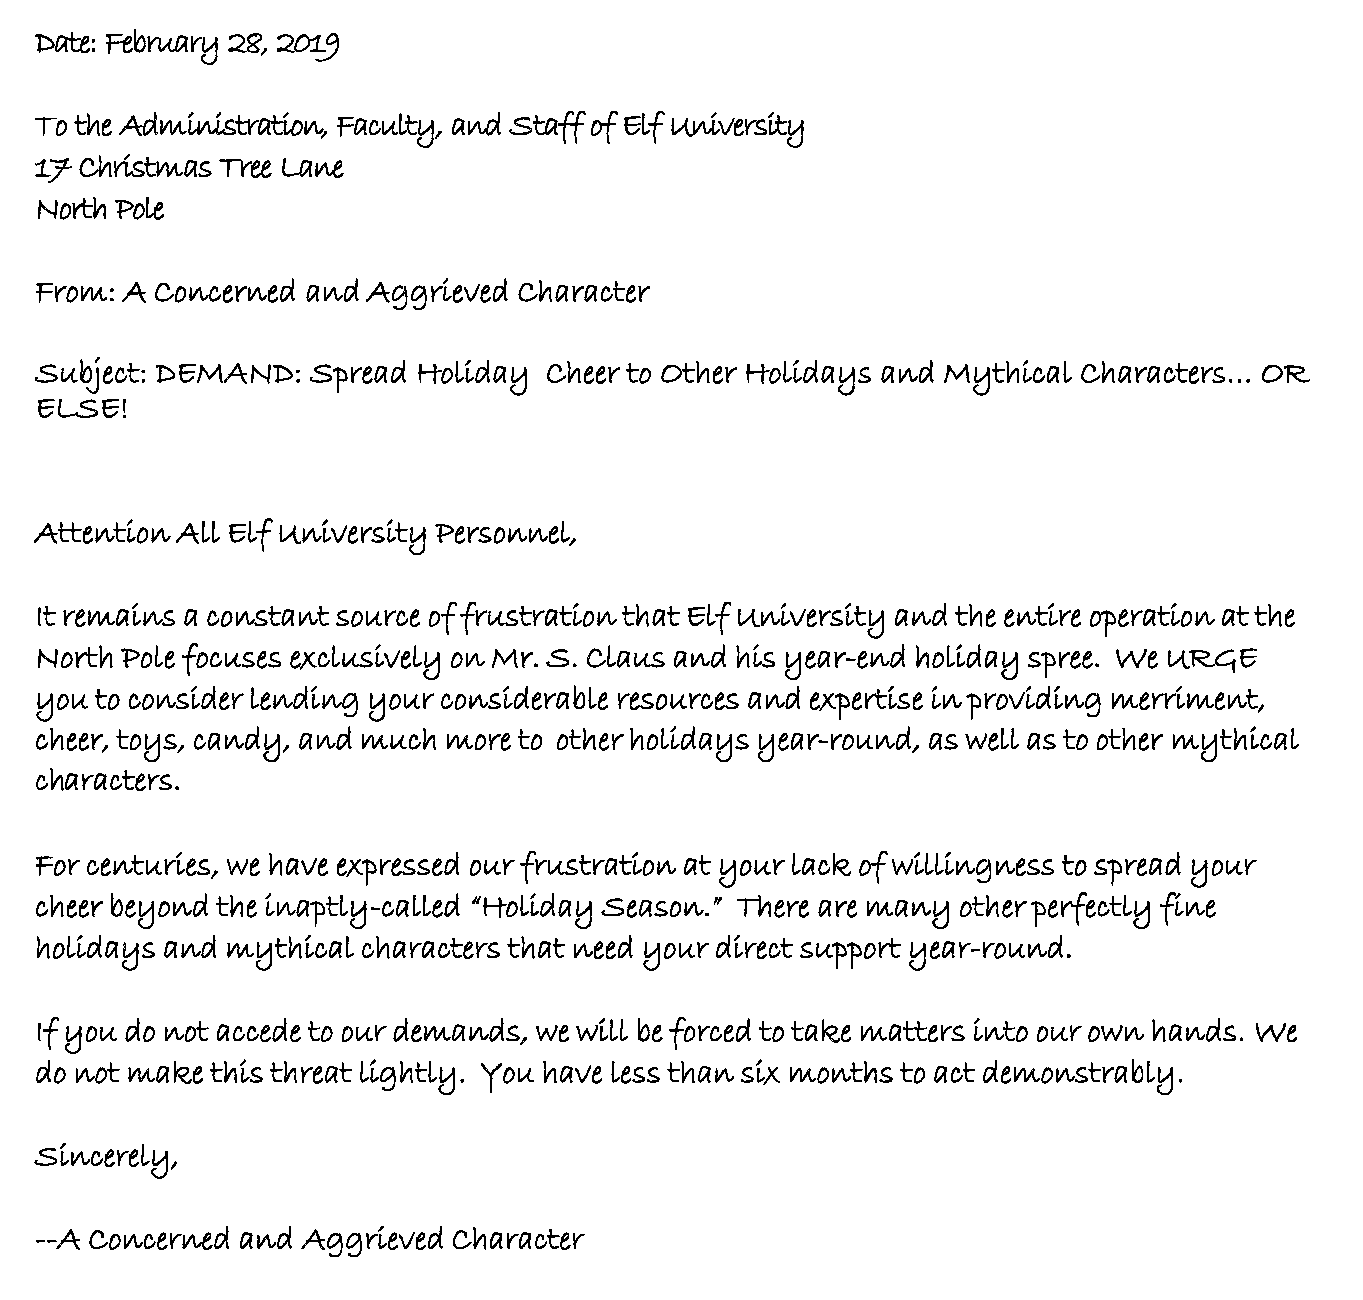 Date: February 28, 2019
To the Administration, Faculty, and Staff of Elf University
17 Christmas Tree Lane
North Pole
From: A Concerned and Aggrieved Character
Subject: DEMAND: Spread Holiday  Cheer to Other Holidays and Mythical Characters... OR
ELSE!
Attention All Elf University Personnel,
It remains a constant source of frustration that Elf University and the entire operation at the
North Pole focuses exclusively on Mr. S. Claus and his year-end holiday spree.  We URGE
you to consider lending your considerable resources and expertise in providing merriment,
cheer, toys, candy, and much more to  other holidays year-round, as well as to other mythical
characters.
For centuries, we have expressed our frustration at your lack of willingness to spread your
cheer beyond the inaptly-called “Holiday Season.”  There are many other perfectly fine
holidays and mythical characters that need your direct support year-round.
If you do not accede to our demands, we will be forced to take matters into our own hands. We
do not make this threat lightly.  You have less than six months to act demonstrably.
Sincerely,
--A Concerned and Aggrieved Character